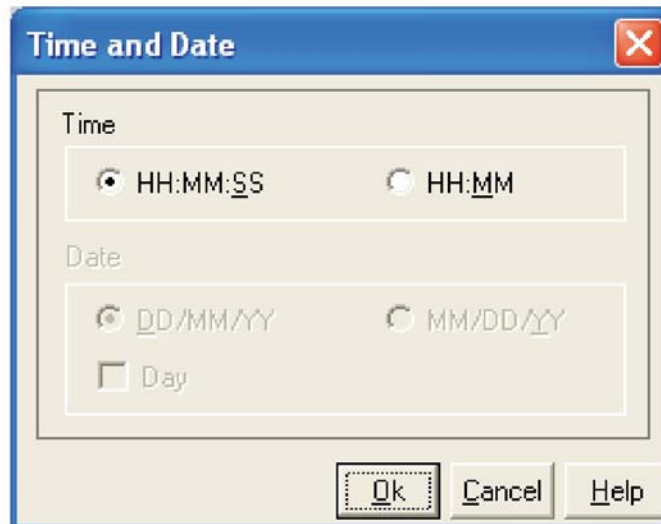 Time and Date
Time
HH:MM:SS HH:MM
Date
DD/MM/YY MM/DD/YY
Day
Ok Cancel Help